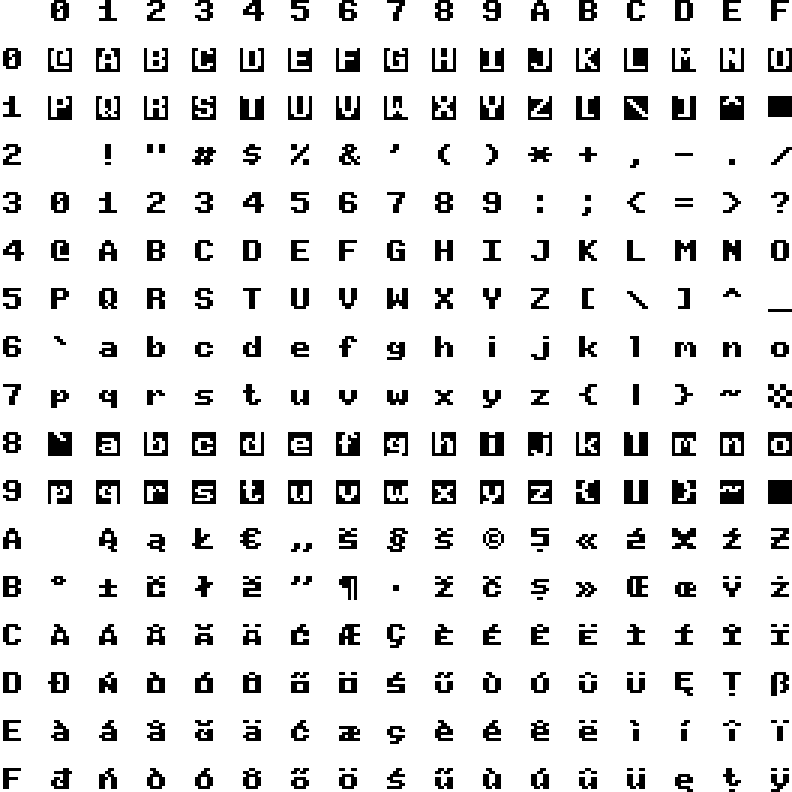 0 1 2 3 4 5 6 7 8 9 A B C D E F
0 @ A B C D E F G H I J K L M N O
1 P Q R S T U V W X Y Z [ \ ] ^
2 ! " # $ % & ' ( ) * + , - . /
3 0 1 2 3 4 5 6 7 8 9 : ; < = > ?
4 @ A B C D E F G H I J K L M N O
5 P Q R S T U V W X Y Z [ \ ] ^ _
6 ` a b c d e f g h i j k l m n o
7 p q r s t u v w x y z { | } ~
8 ` a b c d e f g h i j k l m n o
9 p q r s t u v w x y z { | } ~
A Ą ą Ł € „ Š § š © Ș « Ź ź Ż
B ° ± Č ł Ž ” ¶ · ž č ș » Œ œ Ÿ ż
C À Á Â Ă Ä Ć Æ Ç È É Ê Ë Ì Í Î Ï
D Đ Ń Ò Ó Ô Ő Ö Ś Ű Ù Ú Û Ü Ę Ț ß
E à á â ă ä ć æ ç è é ê ë ì í î ï
F đ ń ò ó ô ő ö ś ű ù ú û ü ę ț ÿ